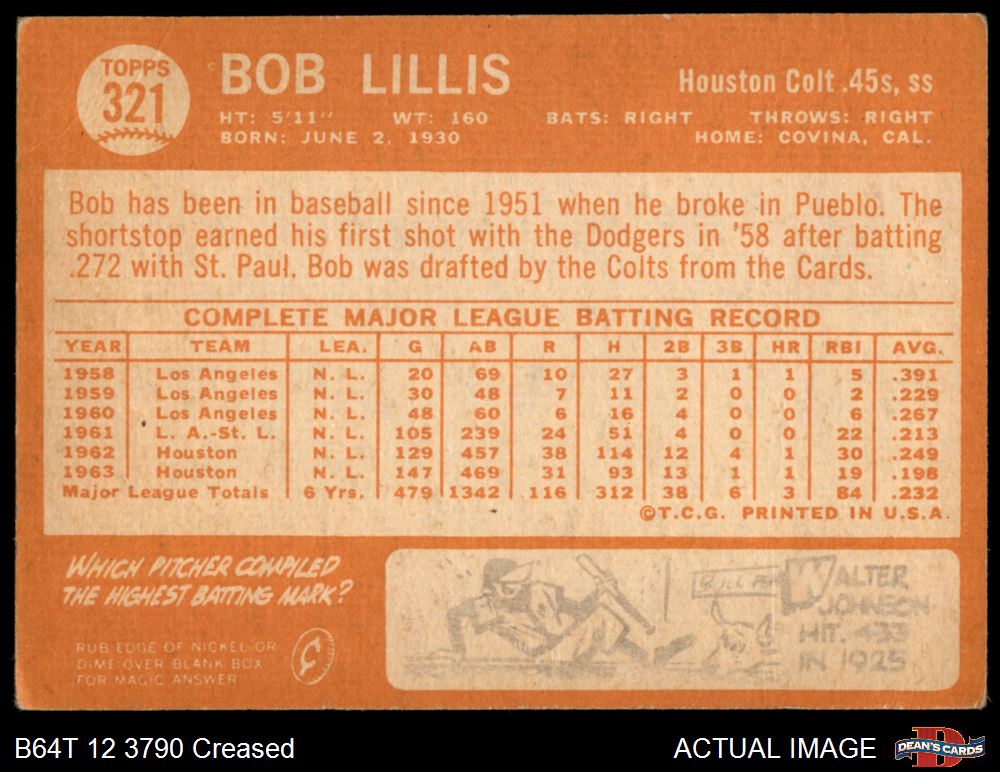 TOPPS
321
BOB LILLIS
Houston Colt .45s, ss
HT: 5'11" WT: 160 BATS: RIGHT THROWS: RIGHT
BORN: JUNE 2, 1930 HOME: COVINA, CAL.
Bob has been in baseball since 1951 when he broke in Pueblo. The
shortstop earned his first shot with the Dodgers in '58 after batting
.272 with St. Paul. Bob was drafted by the Colts from the Cards.
COMPLETE MAJOR LEAGUE BATTING RECORD
YEAR TEAM LEA. G AB R H 2B 3B HR RBI AVG.
1958 Los Angeles N. L. 20 69 10 27 3 1 1 5 .391
1959 Los Angeles N. L. 30 48 7 11 2 0 0 2 .229
1960 Los Angeles N. L. 48 60 6 16 4 0 0 6 .267
1961 L. A.-St. L. N. L. 105 239 24 51 4 0 0 22 .213
1962 Houston N. L. 129 457 38 114 12 4 1 30 .249
1963 Houston N. L. 147 469 31 93 13 1 1 19 .198
Major League Totals 6 Yrs. 479 1342 116 312 38 6 3 84 .232
©T.C.G. PRINTED IN U.S.A.
WHICH PITCHER COMPILED
THE HIGHEST BATTING MARK?
RUB EDGE OF NICKEL OR
DIME OVER BLANK BOX
FOR MAGIC ANSWER
BULL
WALTER
JOHNSON
HIT .433
IN 1925
B64T 12 3790 Creased
ACTUAL IMAGE
DEAN'S CARDS